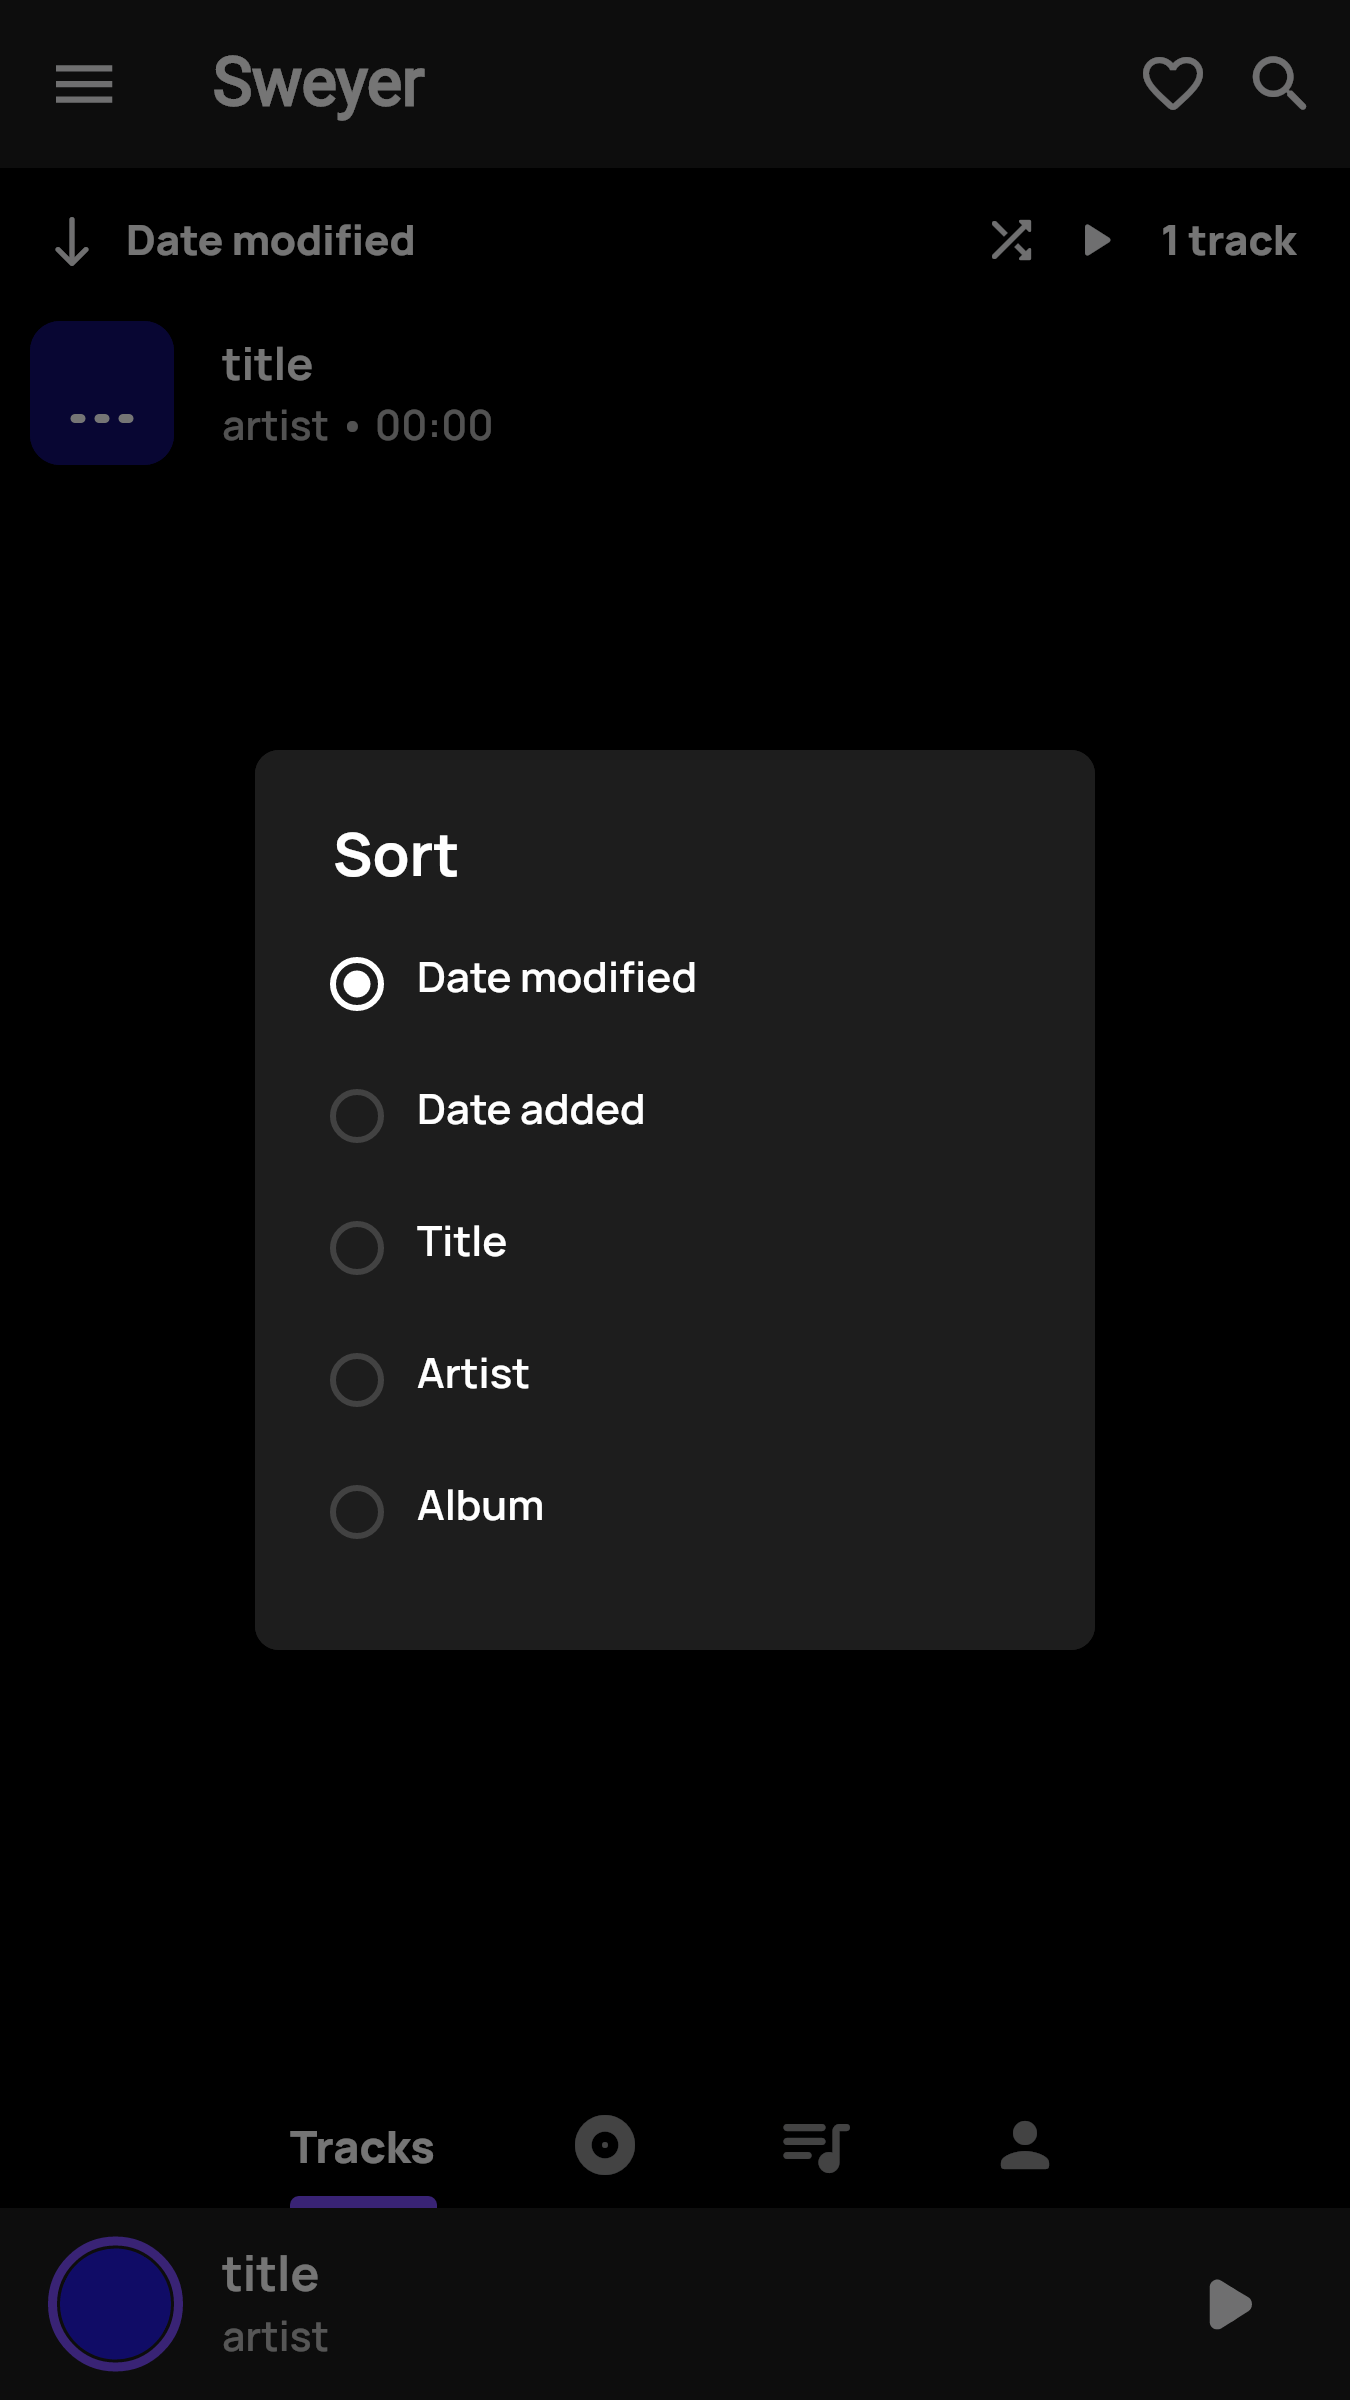 Sweyer
Date modified
1 track
title
artist • 00:00
Sort
Date modified
Date added
Title
Artist
Album
Tracks
title
artist